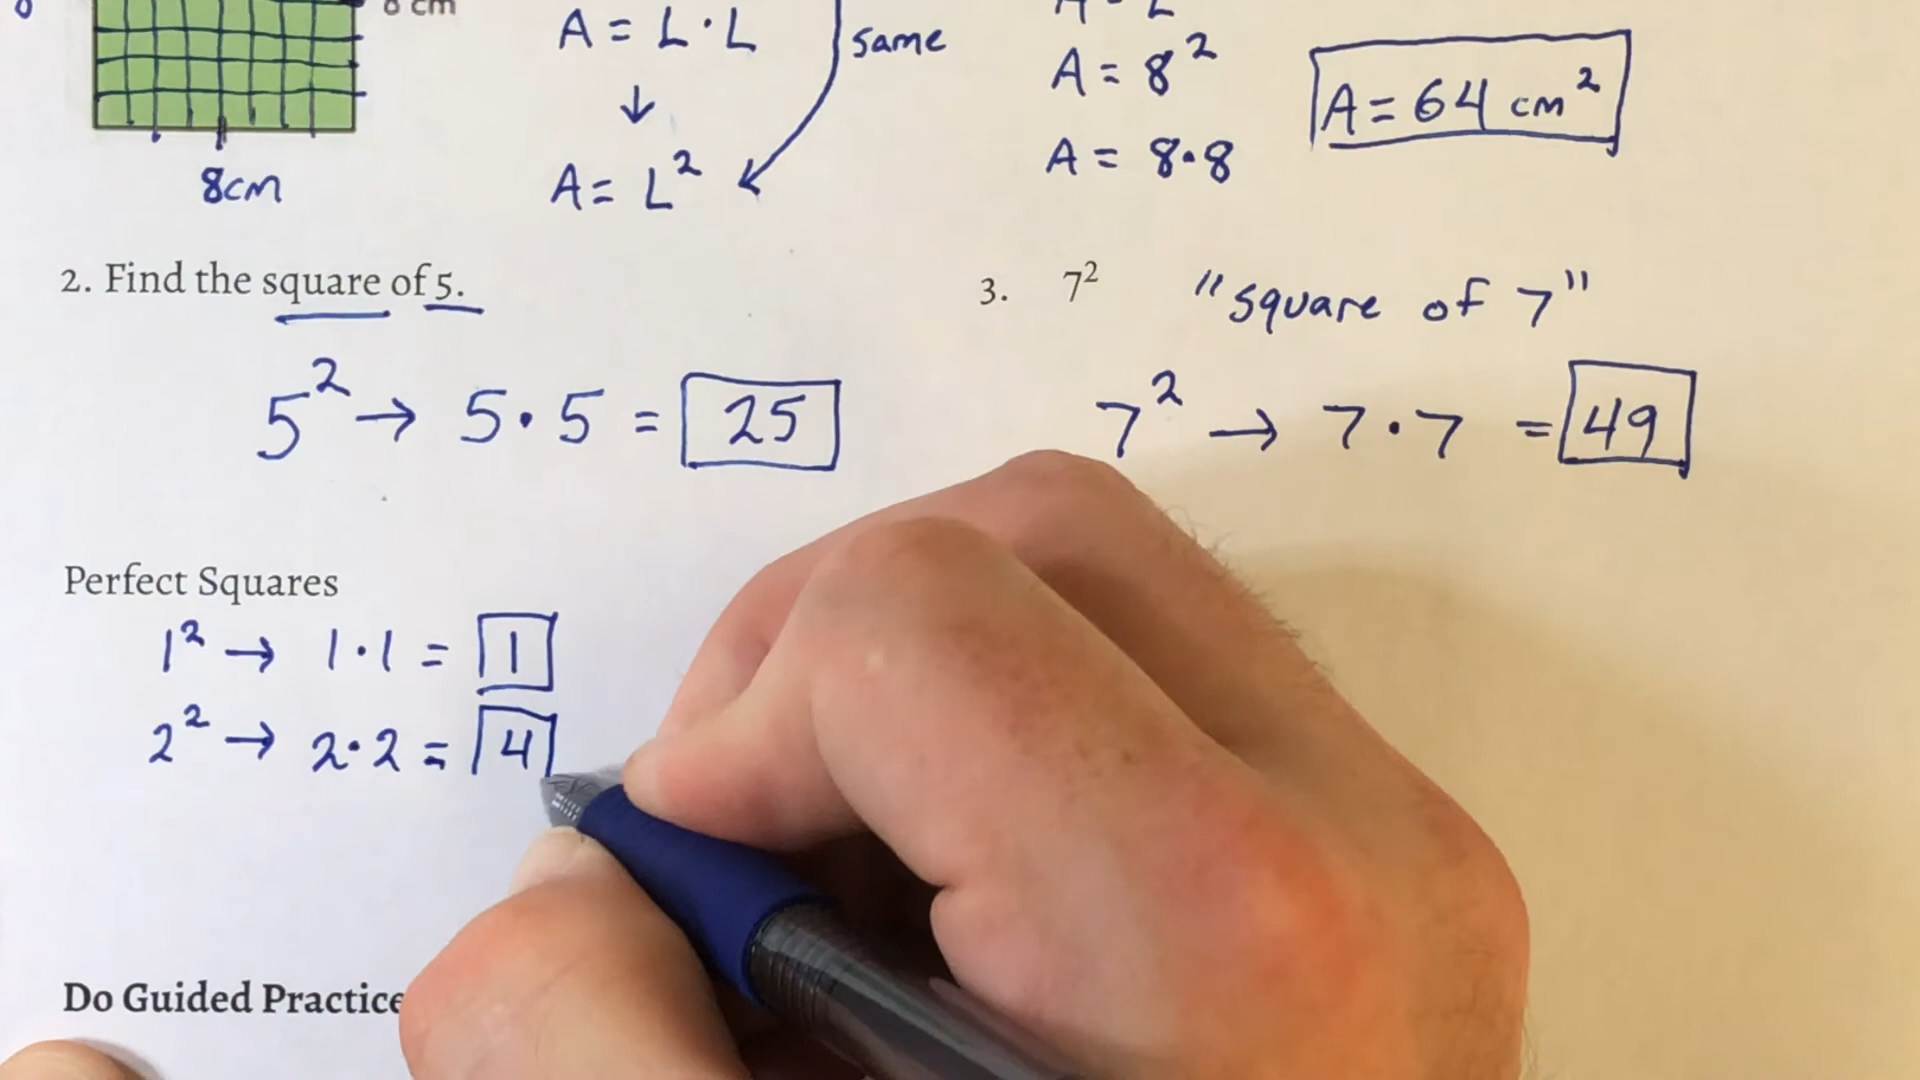 8 cm
A = L · L
same
A = 8²
A = 64 cm²
↓
A = 8·8
8cm
A = L²
2. Find the square of 5.
3. 7² "square of 7"
5² → 5 · 5 = 25
7² → 7 · 7 = 49
Perfect Squares
1² → 1 · 1 = 1
2² → 2 · 2 = 4
Do Guided Practice